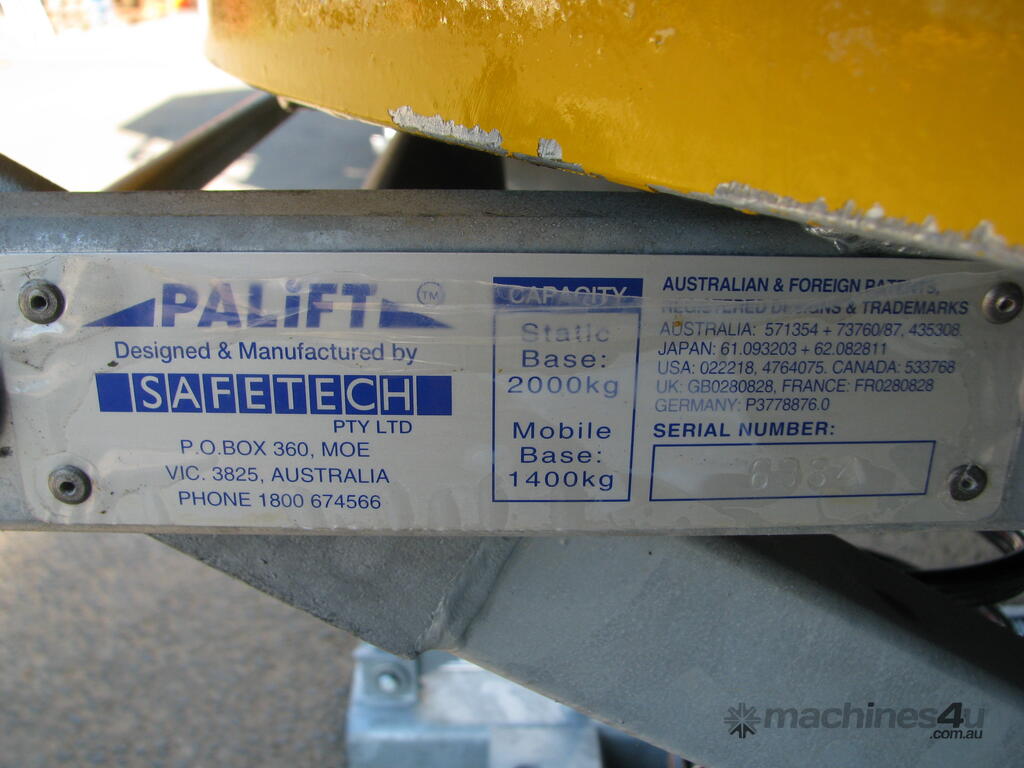 PALiFT TM
Designed & Manufactured by
SAFETECH
PTY LTD
P.O.BOX 360, MOE
VIC. 3825, AUSTRALIA
PHONE 1800 674566
CAPACITY
Static
Base:
2000kg
Mobile
Base:
1400kg
AUSTRALIAN & FOREIGN PATENTS,
REGISTERED DESIGNS & TRADEMARKS
AUSTRALIA: 571354 + 73760/87, 435308.
JAPAN: 61.093203 + 62.082811
USA: 022218, 4764075. CANADA: 533768
UK: GB0280828, FRANCE: FR0280828
GERMANY: P3778876.0
SERIAL NUMBER:
machines4u
.com.au